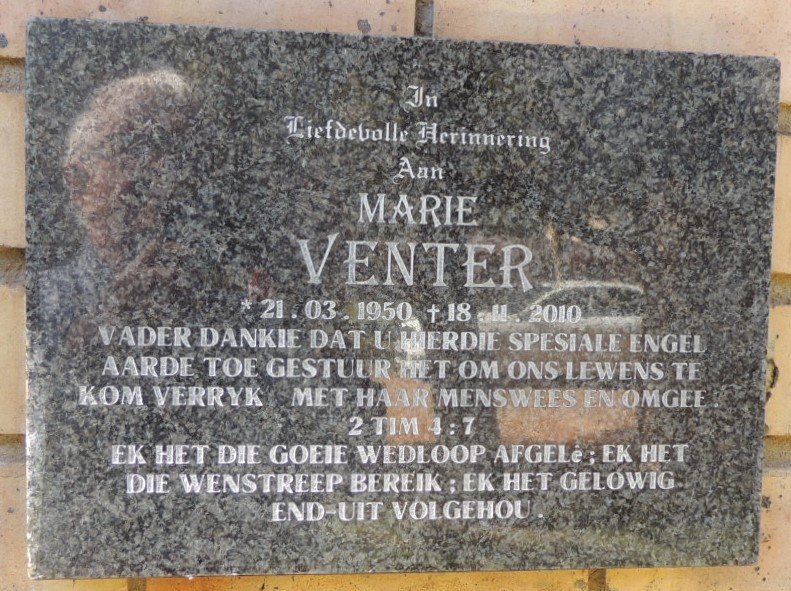 In
Liefdevolle Herinnering
Aan
MARIE
VENTER
* 21 . 03 . 1950 † 18 . 11 . 2010
VADER DANKIE DAT U HIERDIE SPESIALE ENGEL
AARDE TOE GESTUUR HET OM ONS LEWENS TE
KOM VERRYK MET HAAR MENSWEES EN OMGEE .
2 TIM 4 : 7
EK HET DIE GOEIE WEDLOOP AFGELê ; EK HET
DIE WENSTREEP BEREIK ; EK HET GELOWIG
END-UIT VOLGEHOU .